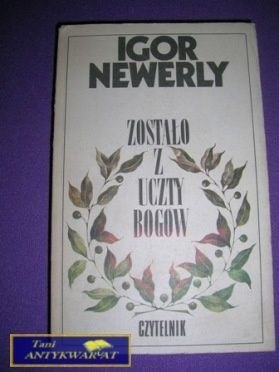 IGOR
NEWERLY
ZOSTAŁO
Z
UCZTY
BOGÓW
CZYTELNIK
Tani
ANTYKWARIAT